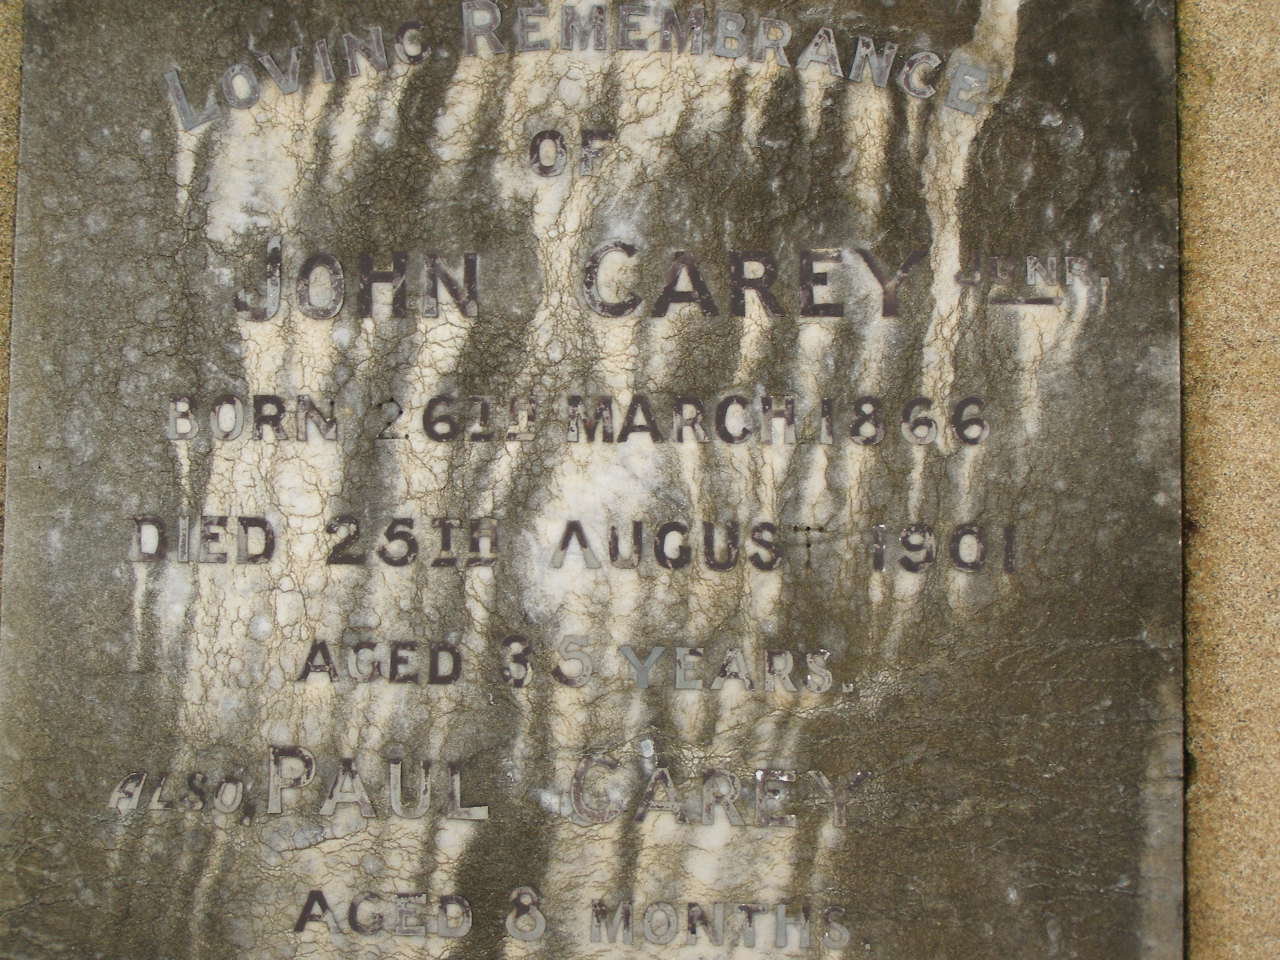 LOVING REMEMBRANCE
OF
JOHN CAREY JUNR.
BORN 26TH MARCH 1866
DIED 25TH AUGUST 1901
AGED 35 YEARS.
ALSO, PAUL CAREY
AGED 8 MONTHS